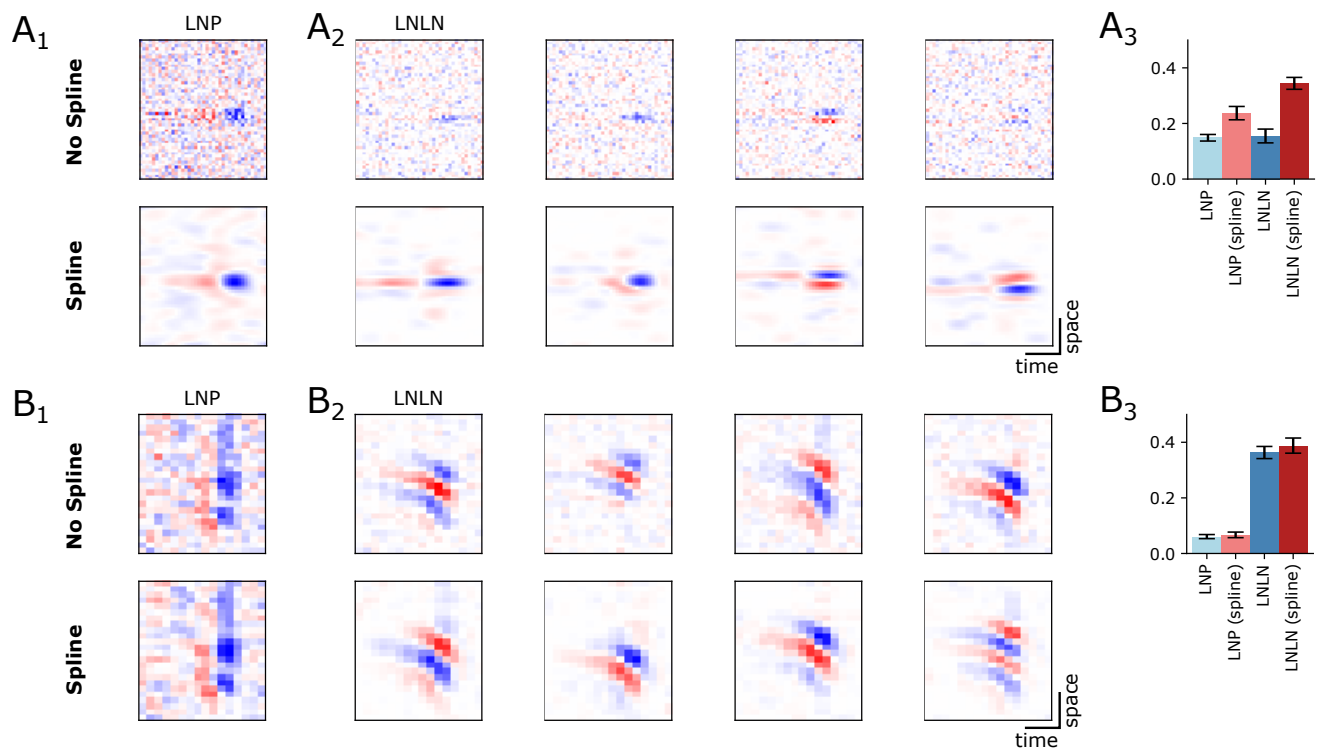 A1
LNP
A2
LNLN
A3
No Spline
Spline
time
space
0.4
0.2
0.0
LNP
LNP (spline)
LNLN
LNLN (spline)
B1
LNP
B2
LNLN
B3
No Spline
Spline
time
space
0.4
0.2
0.0
LNP
LNP (spline)
LNLN
LNLN (spline)